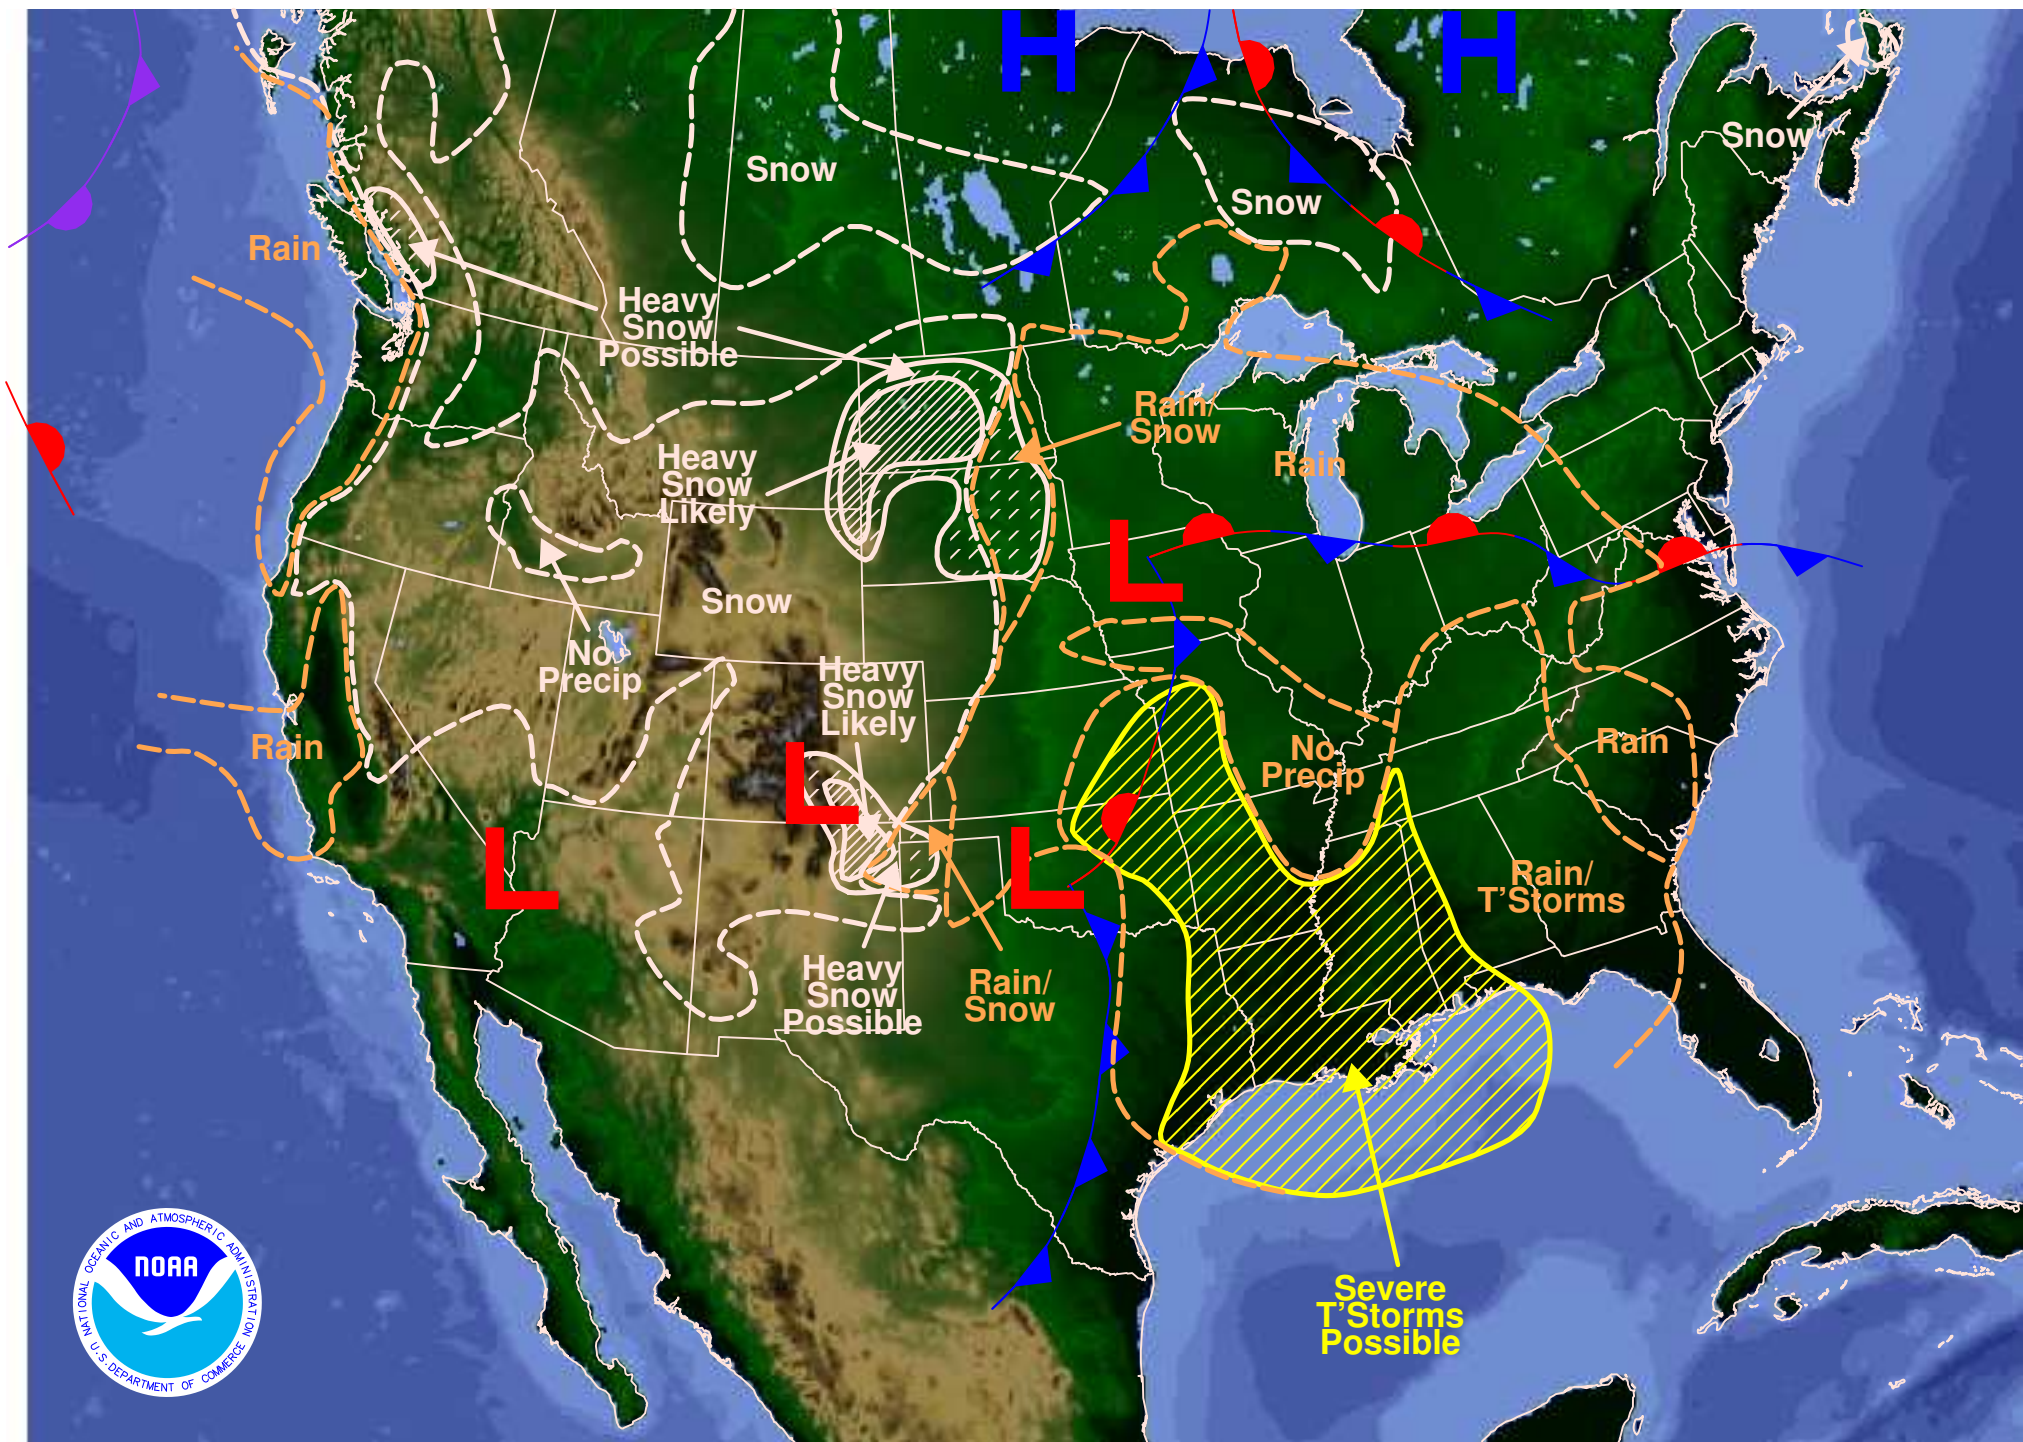 H
H
Snow
Snow
Snow
Rain
Heavy
Snow
Possible
Rain/
Snow
Rain
Heavy
Snow
Likely
L
Snow
No
Precip
Heavy
Snow
Likely
Rain
L
No
Precip
Rain
L
L
Rain/
T'Storms
Heavy
Snow
Possible
Rain/
Snow
Severe
T'Storms
Possible
NATIONAL OCEANIC AND ATMOSPHERIC ADMINISTRATION
NOAA
U.S. DEPARTMENT OF COMMERCE